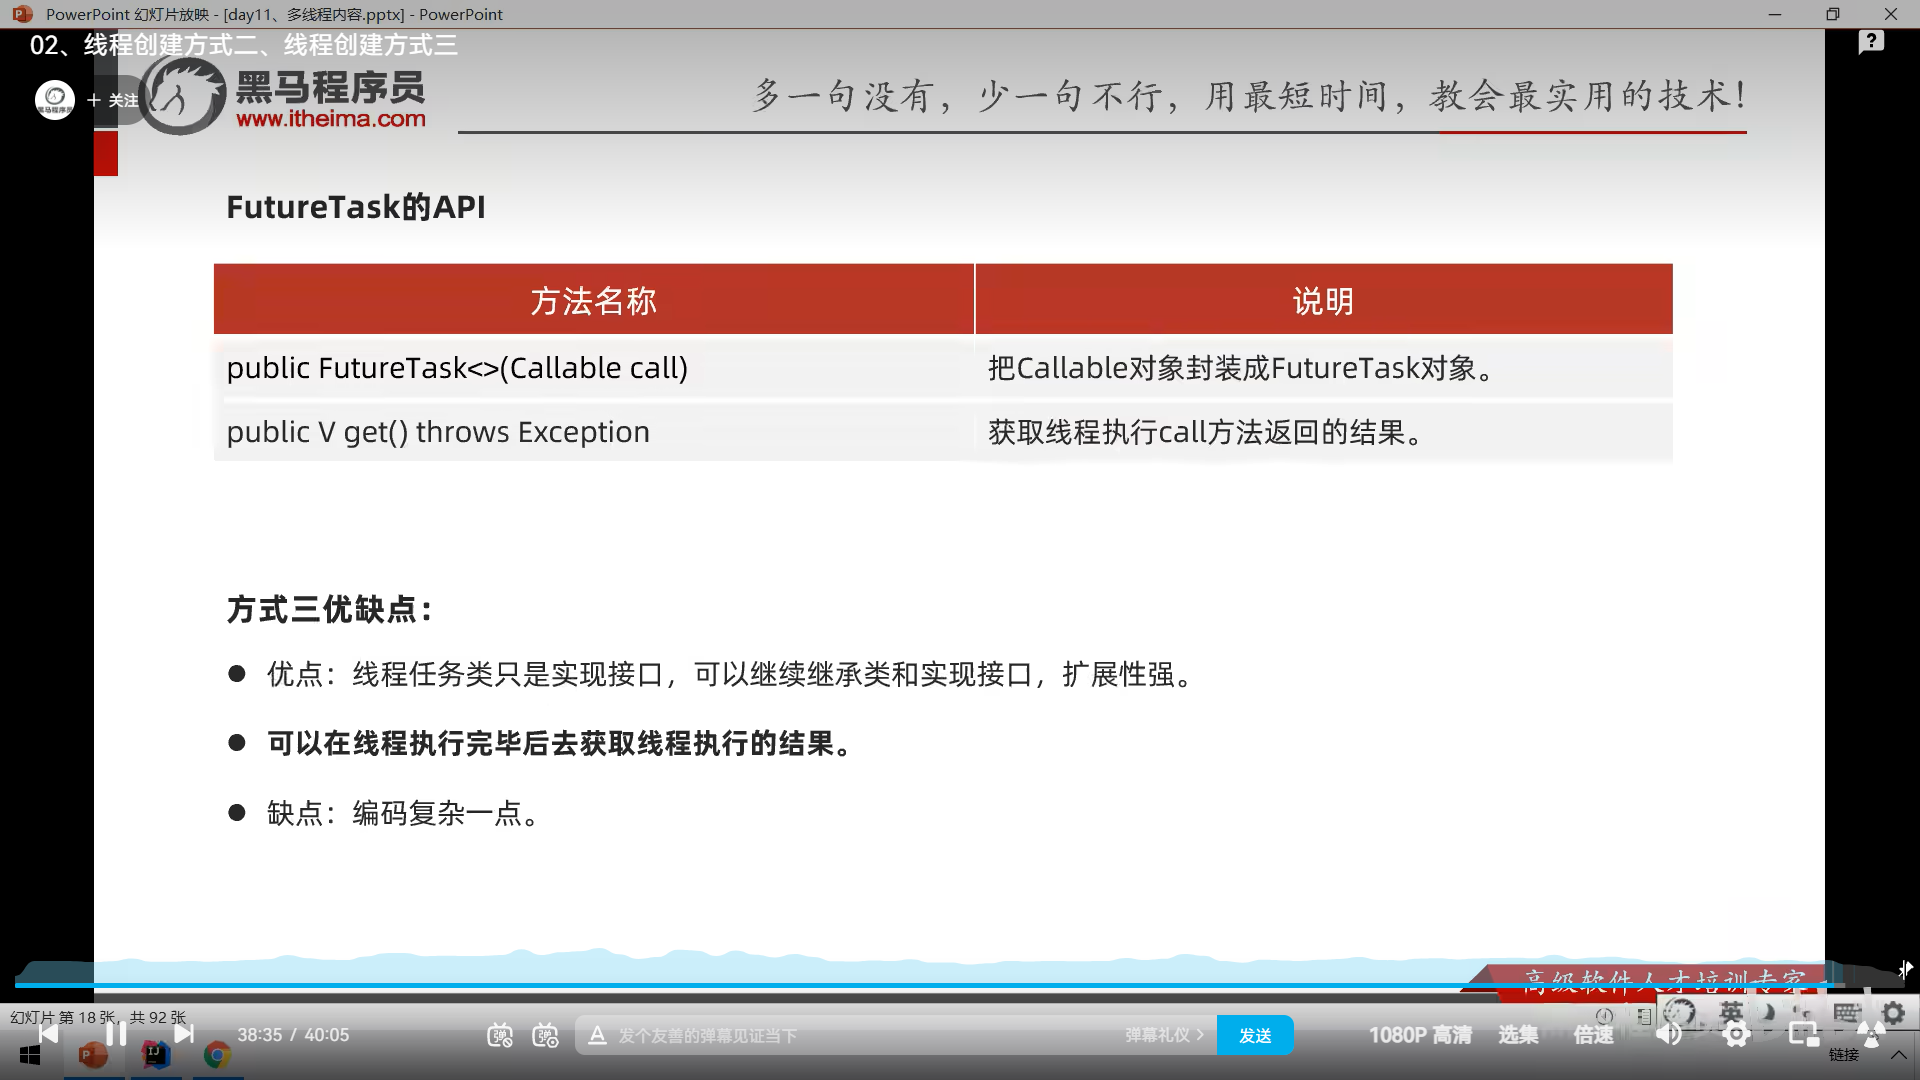 PowerPoint 幻灯片放映 - [day11、多线程内容.pptx] - PowerPoint
02、线程创建方式二、线程创建方式三
+ 关注
黑马程序员
www.itheima.com
多一句没有，少一句不行，用最短时间，教会最实用的技术！
FutureTask的API
方法名称
说明
public FutureTask<>(Callable call)
把Callable对象封装成FutureTask对象。
public V get() throws Exception
获取线程执行call方法返回的结果。
方式三优缺点：
优点：线程任务类只是实现接口，可以继续继承类和实现接口，扩展性强。
可以在线程执行完毕后去获取线程执行的结果。
缺点：编码复杂一点。
高级软件人才培训专家
幻灯片 第 18 张，共 92 张
英
38:35 / 40:05
发个友善的弹幕见证当下
弹幕礼仪 >
发送
1080P 高清
选集
倍速
链接